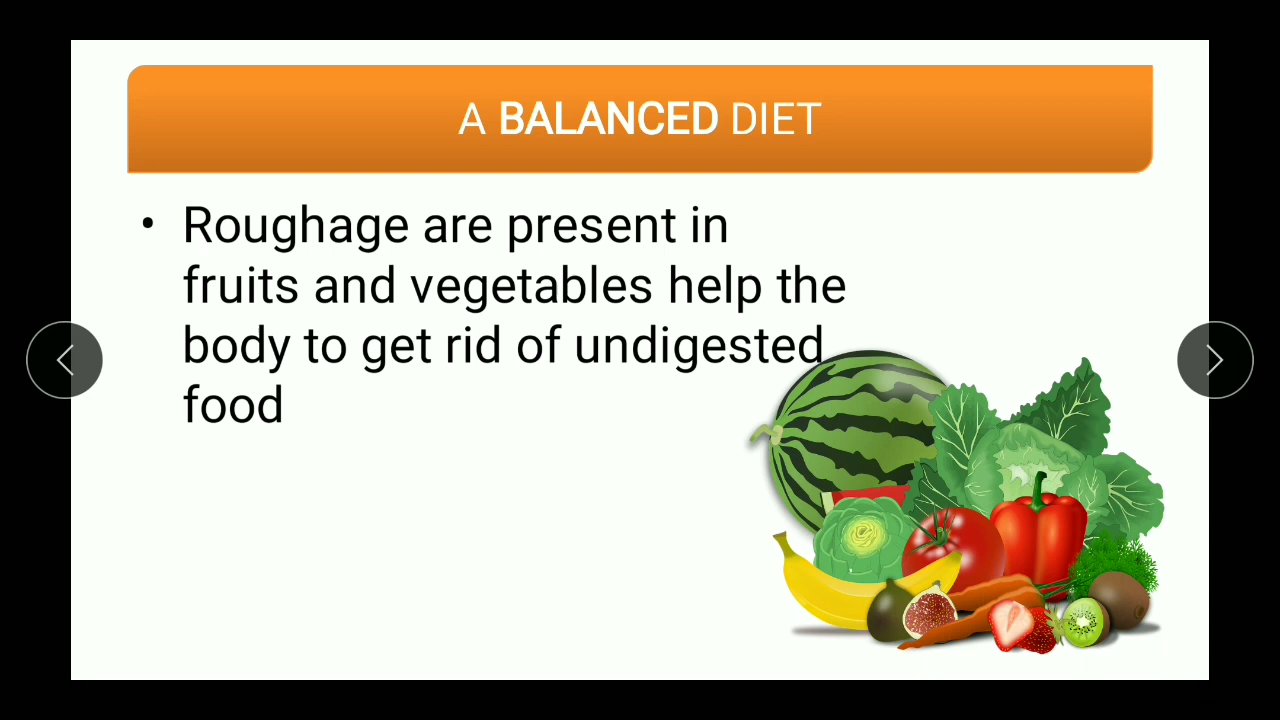 A BALANCED DIET
• Roughage are present in
fruits and vegetables help the
body to get rid of undigested
food